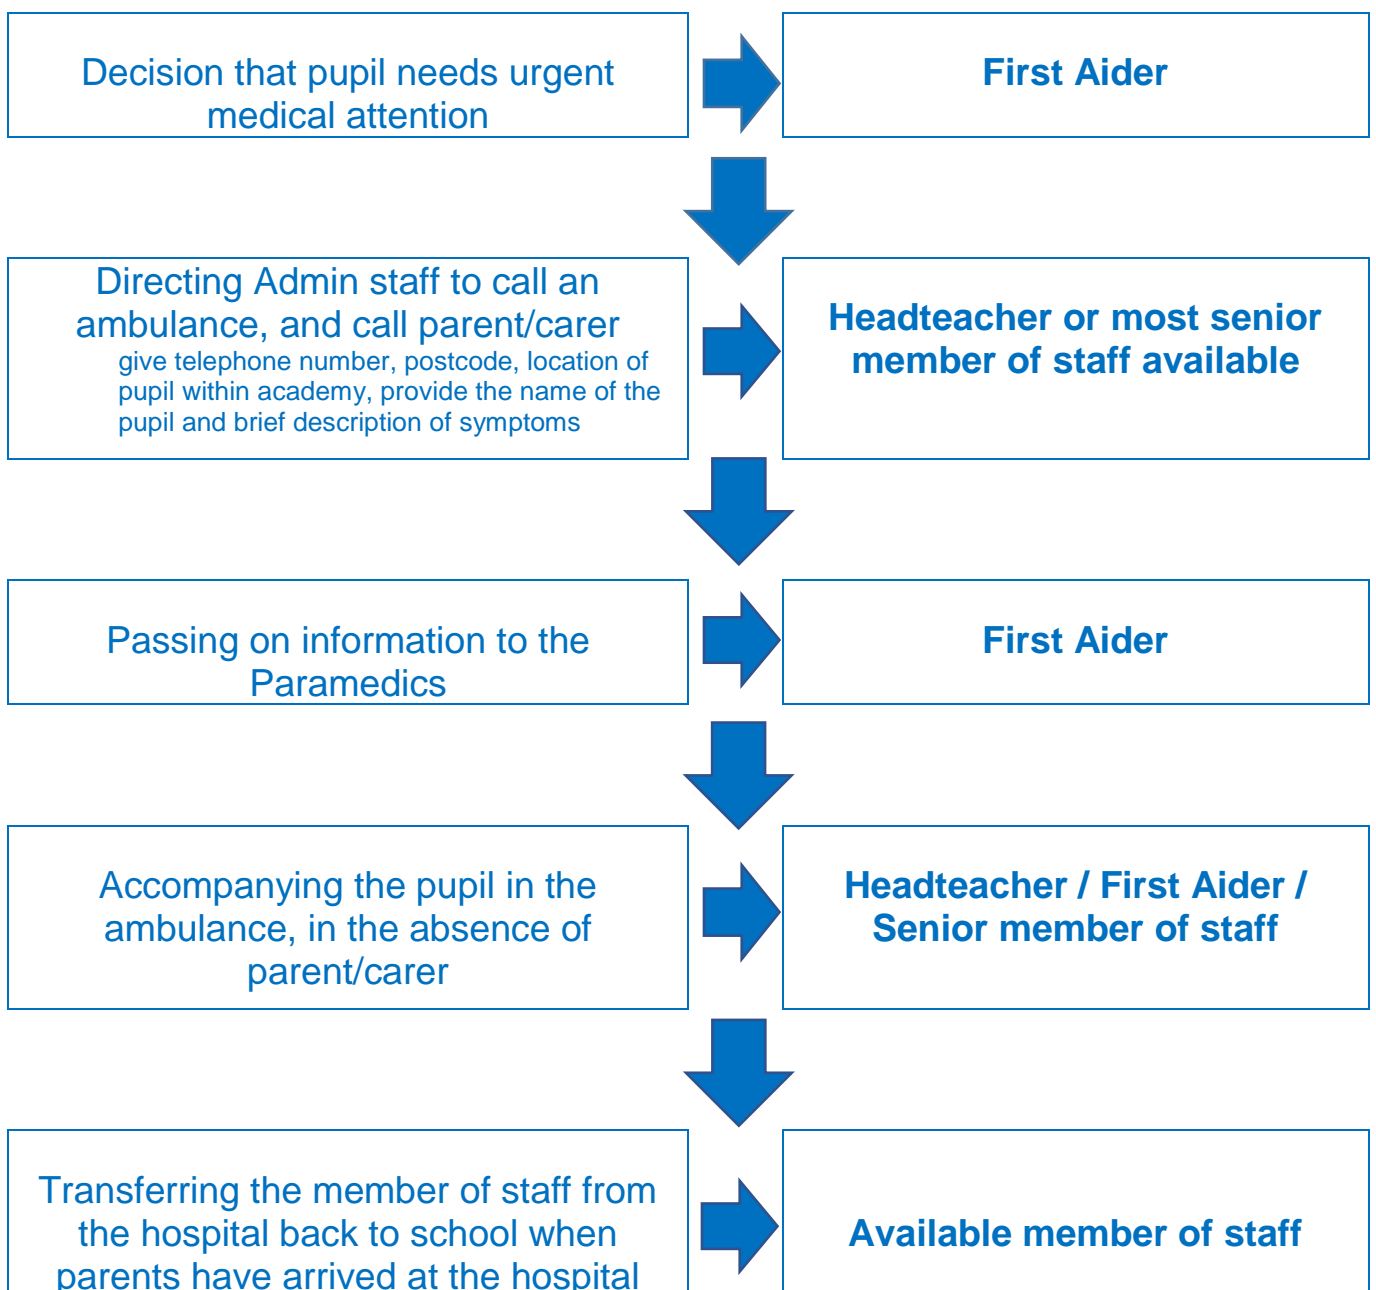 Decision that pupil needs urgent
medical attention
First Aider
Directing Admin staff to call an
ambulance, and call parent/carer
give telephone number, postcode, location of
pupil within academy, provide the name of the
pupil and brief description of symptoms
Headteacher or most senior
member of staff available
Passing on information to the
Paramedics
First Aider
Accompanying the pupil in the
ambulance, in the absence of
parent/carer
Headteacher / First Aider /
Senior member of staff
Transferring the member of staff from
the hospital back to school when
parents have arrived at the hospital
Available member of staff